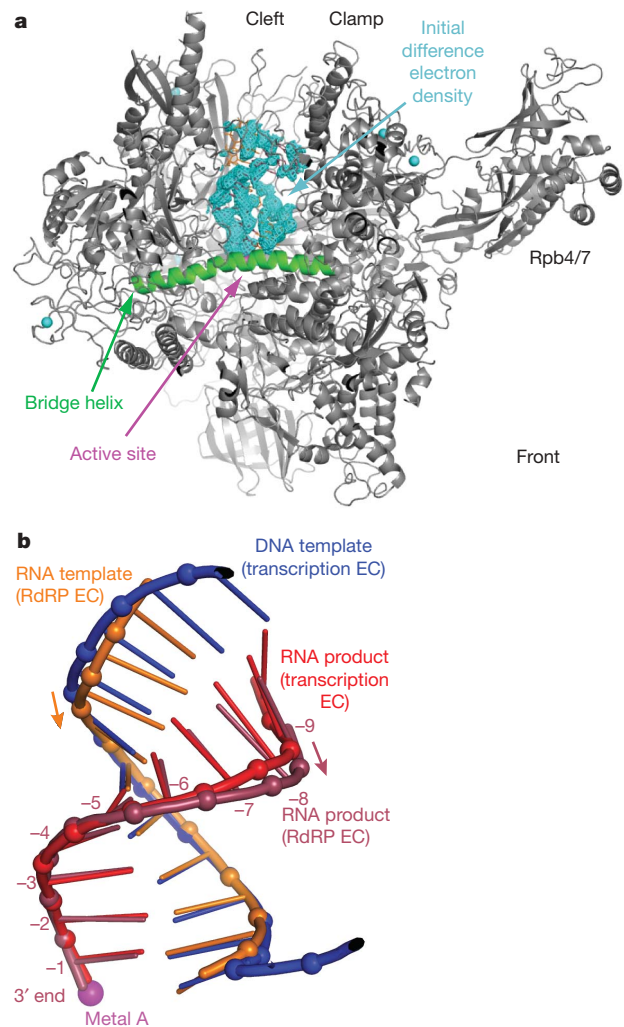 a
Cleft
Clamp
Initial
difference
electron
density
Rpb4/7
Bridge helix
Active site
Front
b
DNA template
(transcription EC)
RNA template
(RdRP EC)
RNA product
(transcription
EC)
–9
–6
–5
–7
–8
RNA product
(RdRP EC)
–4
–3
–2
–1
3′ end
Metal A